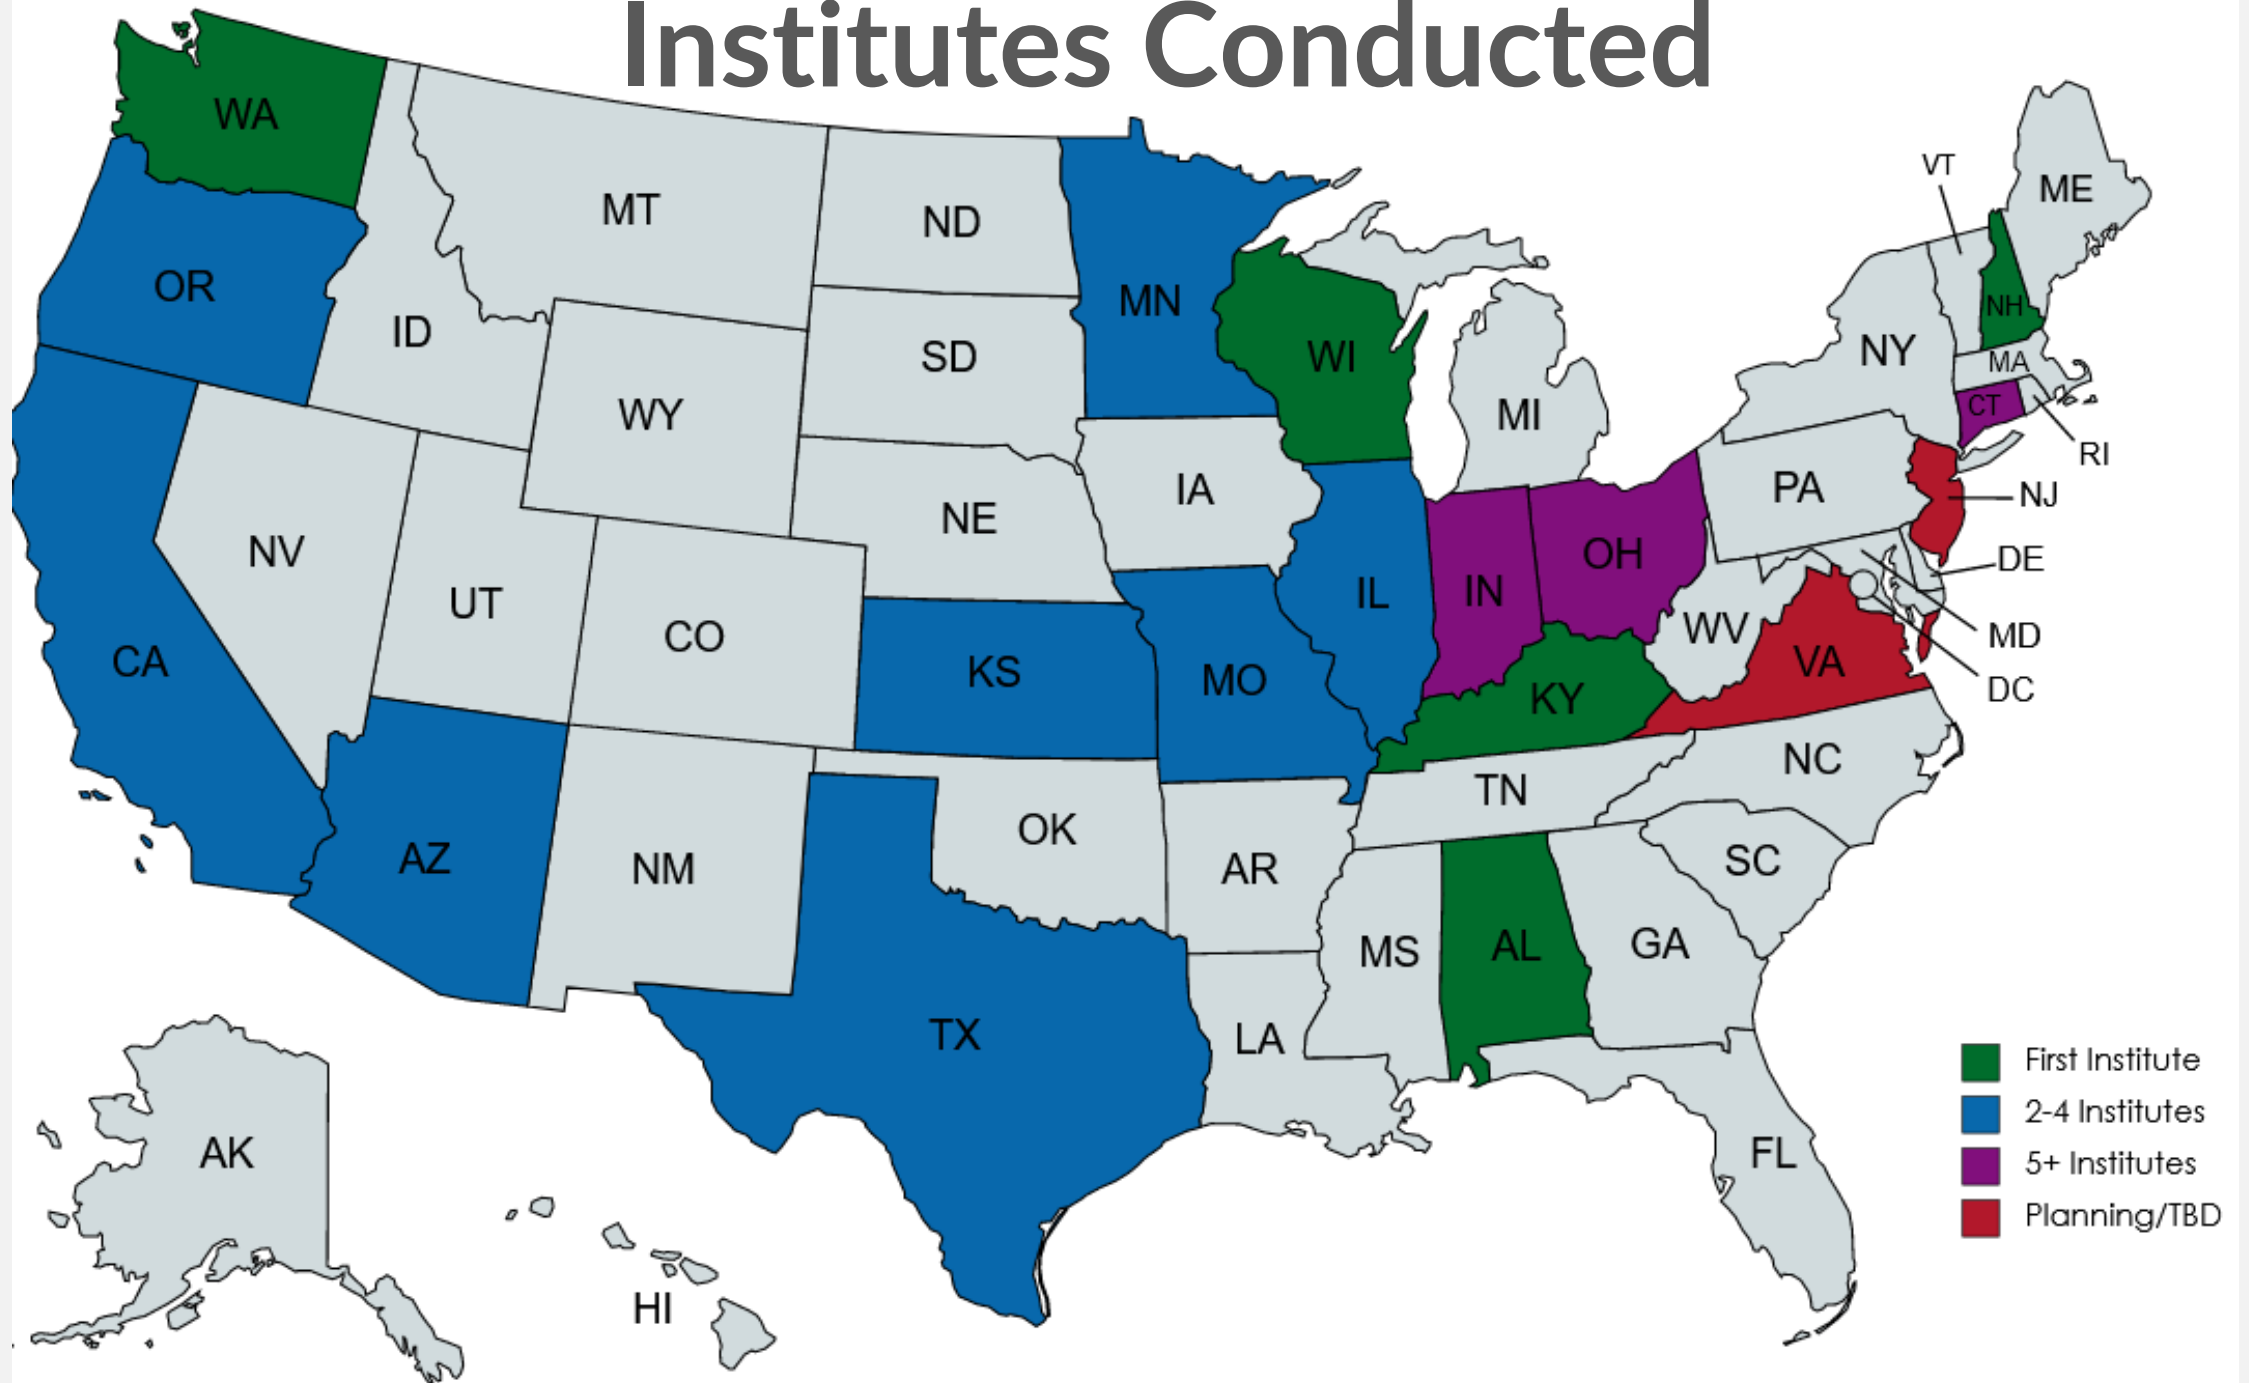 Institutes Conducted
WA
OR
CA
ID
NV
MT
WY
UT
AZ
CO
NM
ND
SD
NE
KS
OK
TX
MN
IA
MO
AR
LA
WI
IL
MI
IN
OH
KY
TN
MS
AL
GA
FL
SC
NC
VA
WV
PA
NY
VT
NH
ME
MA
CT
RI
NJ
DE
MD
DC
AK
HI
First Institute
2-4 Institutes
5+ Institutes
Planning/TBD